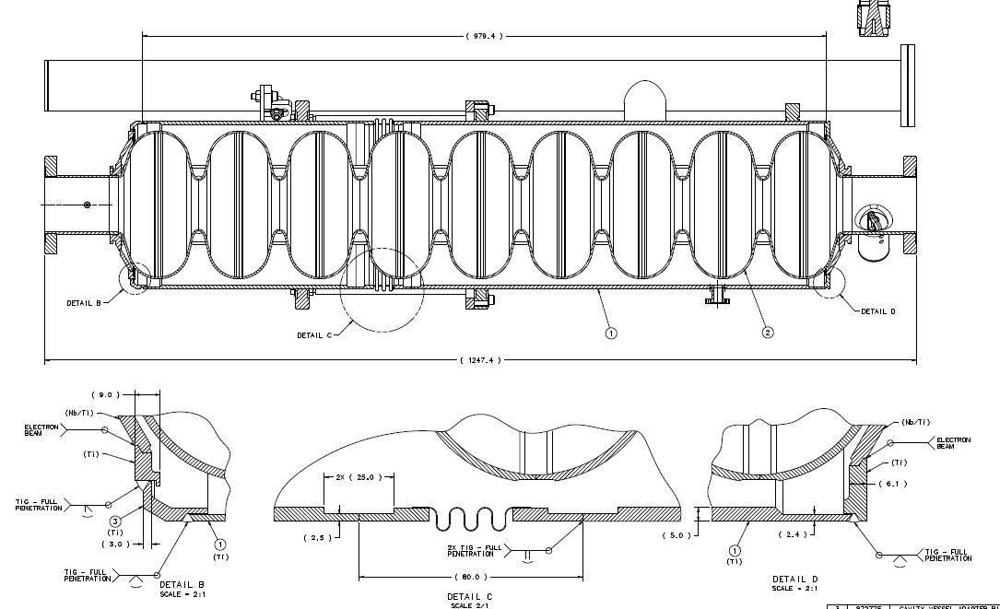 ( 979.4 )
DETAIL B
DETAIL C
1
2
DETAIL D
( 1247.4 )
( 9.0 )
(Nb/Ti)
ELECTRON
BEAM
(Ti)
TIG - FULL
PENETRATION
3
(Ti)
( 3.0 )
1
(Ti)
TIG - FULL
PENETRATION
DETAIL B
SCALE = 2:1
2X ( 25.0 )
( 2.5 )
2X TIG - FULL
PENETRATION
( 80.0 )
DETAIL C
SCALE 2/1
(Nb/Ti)
ELECTRON
BEAM
(Ti)
( 6.1 )
( 5.0 )
( 2.4 )
1
(Ti)
TIG - FULL
PENETRATION
DETAIL D
SCALE = 2:1